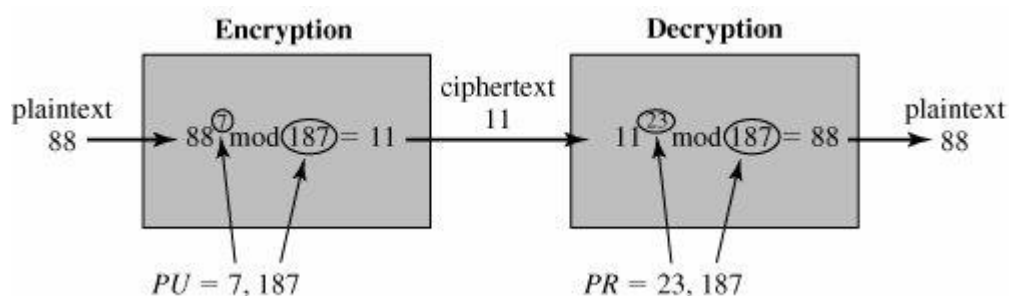 Encryption
Decryption
plaintext
88
88^7 mod 187 = 11
ciphertext
11
11^23 mod 187 = 88
plaintext
88
PU = 7, 187
PR = 23, 187